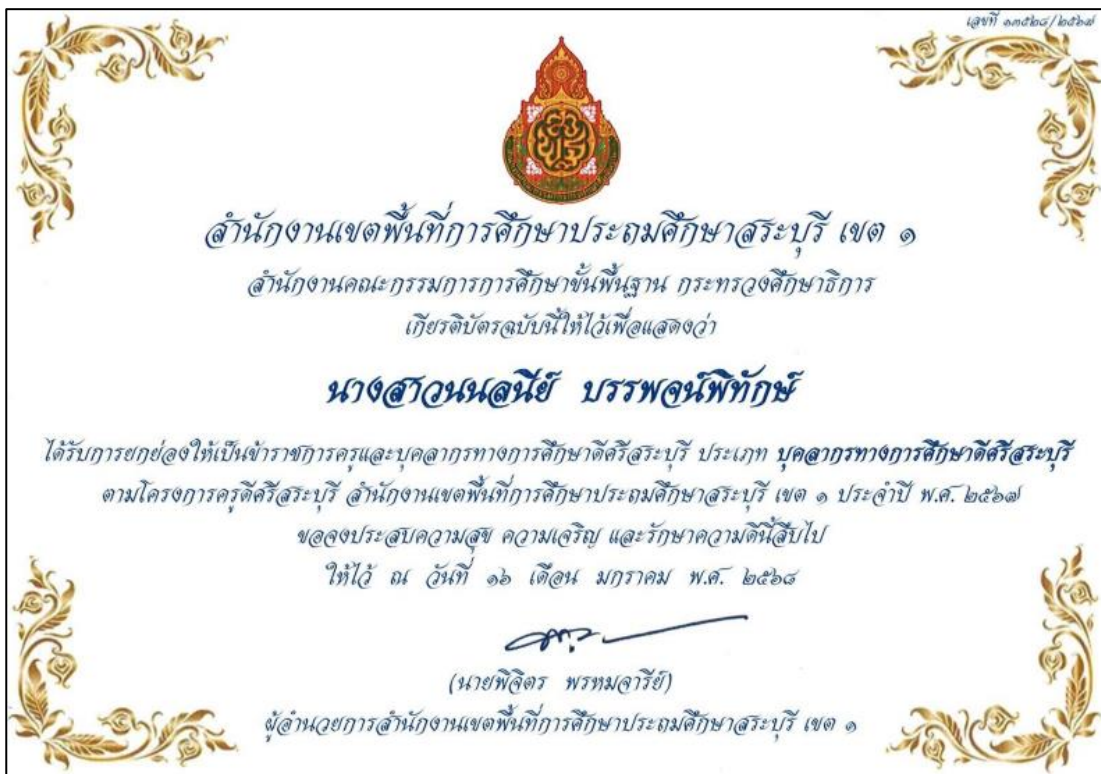 เลขที่ ๑๓๕๒๘/๒๕๖๗
สำนักงานเขตพื้นที่การศึกษาประถมศึกษาสระบุรี เขต ๑
สำนักงานคณะกรรมการการศึกษาขั้นพื้นฐาน กระทรวงศึกษาธิการ
เกียรติบัตรฉบับนี้ให้ไว้เพื่อแสดงว่า
นางสาวนนลนีย์ บรรพจน์พิทักษ์
ได้รับการยกย่องให้เป็นข้าราชการครูและบุคลากรทางการศึกษาดีศรีสระบุรี ประเภท บุคลากรทางการศึกษาดีศรีสระบุรี
ตามโครงการครูดีศรีสระบุรี สำนักงานเขตพื้นที่การศึกษาประถมศึกษาสระบุรี เขต ๑ ประจำปี พ.ศ. ๒๕๖๗
ขอจงประสบความสุข ความเจริญ และรักษาความดีนี้สืบไป
ให้ไว้ ณ วันที่ ๑๖ เดือน มกราคม พ.ศ. ๒๕๖๘
(นายพิจิตร พรหมจารีย์)
ผู้อำนวยการสำนักงานเขตพื้นที่การศึกษาประถมศึกษาสระบุรี เขต ๑